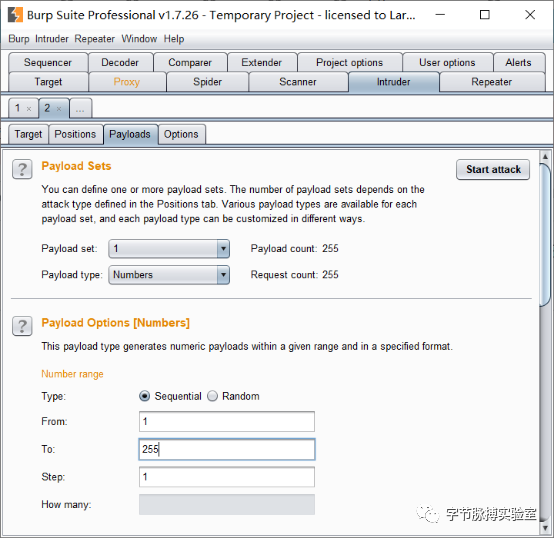 Burp Suite Professional v1.7.26 - Temporary Project - licensed to Lar...
Burp Intruder Repeater Window Help
Sequencer Decoder Comparer Extender Project options User options Alerts
Target Proxy Spider Scanner Intruder Repeater
1 × 2 × ...
Target Positions Payloads Options
? Payload Sets Start attack
You can define one or more payload sets. The number of payload sets depends on the
attack type defined in the Positions tab. Various payload types are available for each
payload set, and each payload type can be customized in different ways.
Payload set: 1 Payload count: 255
Payload type: Numbers Request count: 255
? Payload Options [Numbers]
This payload type generates numeric payloads within a given range and in a specified format.
Number range
Type: Sequential Random
From: 1
To: 255
Step: 1
How many:
字节脉搏实验室